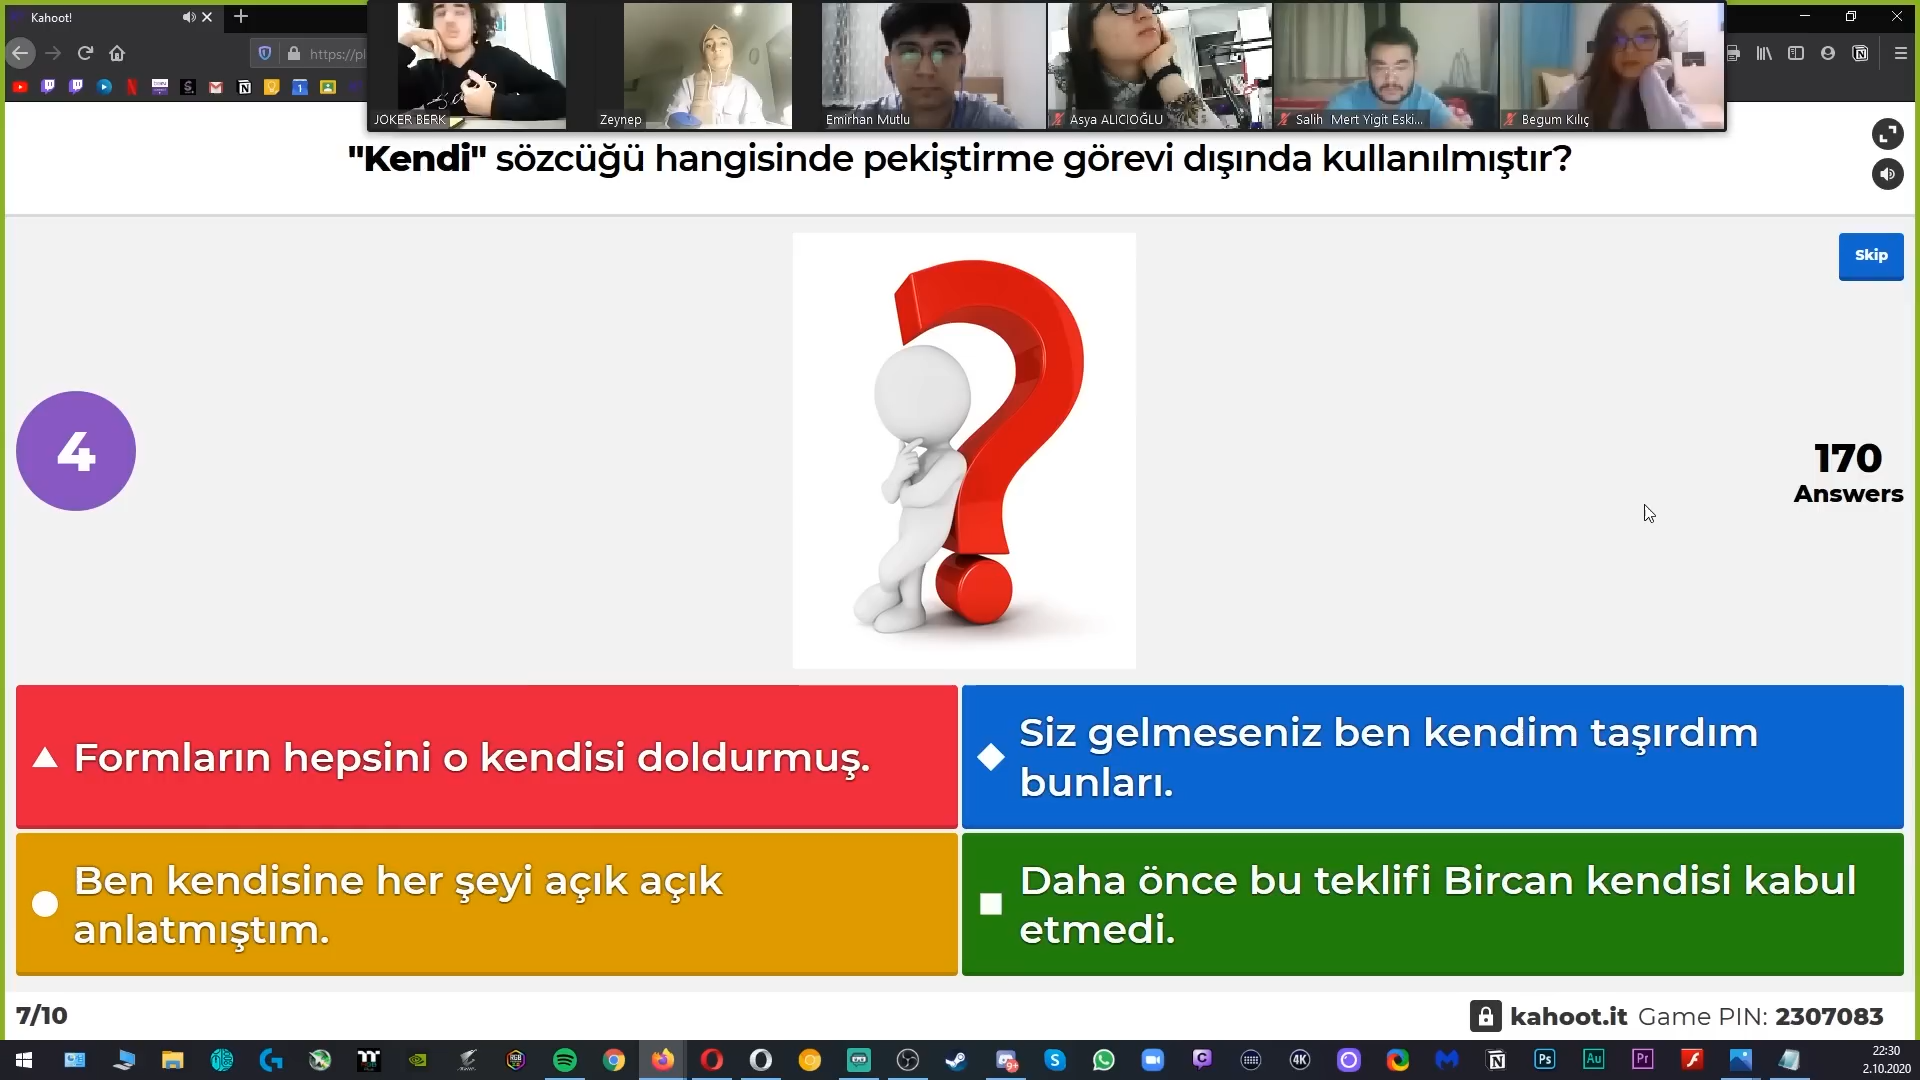 Kahoot!
https://pl
JOKER BERK
Zeynep
Emirhan Mutlu
Asya ALICIOĞLU
Salih Mert Yigit Eski...
Begum Kılıç
"Kendi" sözcüğü hangisinde pekiştirme görevi dışında kullanılmıştır?
Skip
4
170
Answers
Formların hepsini o kendisi doldurmuş.
Siz gelmeseniz ben kendim taşırdım
bunları.
Ben kendisine her şeyi açık açık
anlatmıştım.
Daha önce bu teklifi Bircan kendisi kabul
etmedi.
7/10
kahoot.it Game PIN: 2307083
22:30
2.10.2020